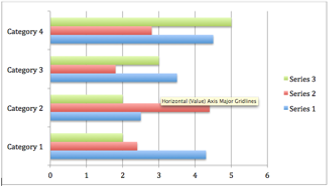 Category 4
Category 3
Category 2
Category 1
Horizontal (Value) Axis Major Gridlines
Series 3
Series 2
Series 1
0 1 2 3 4 5 6